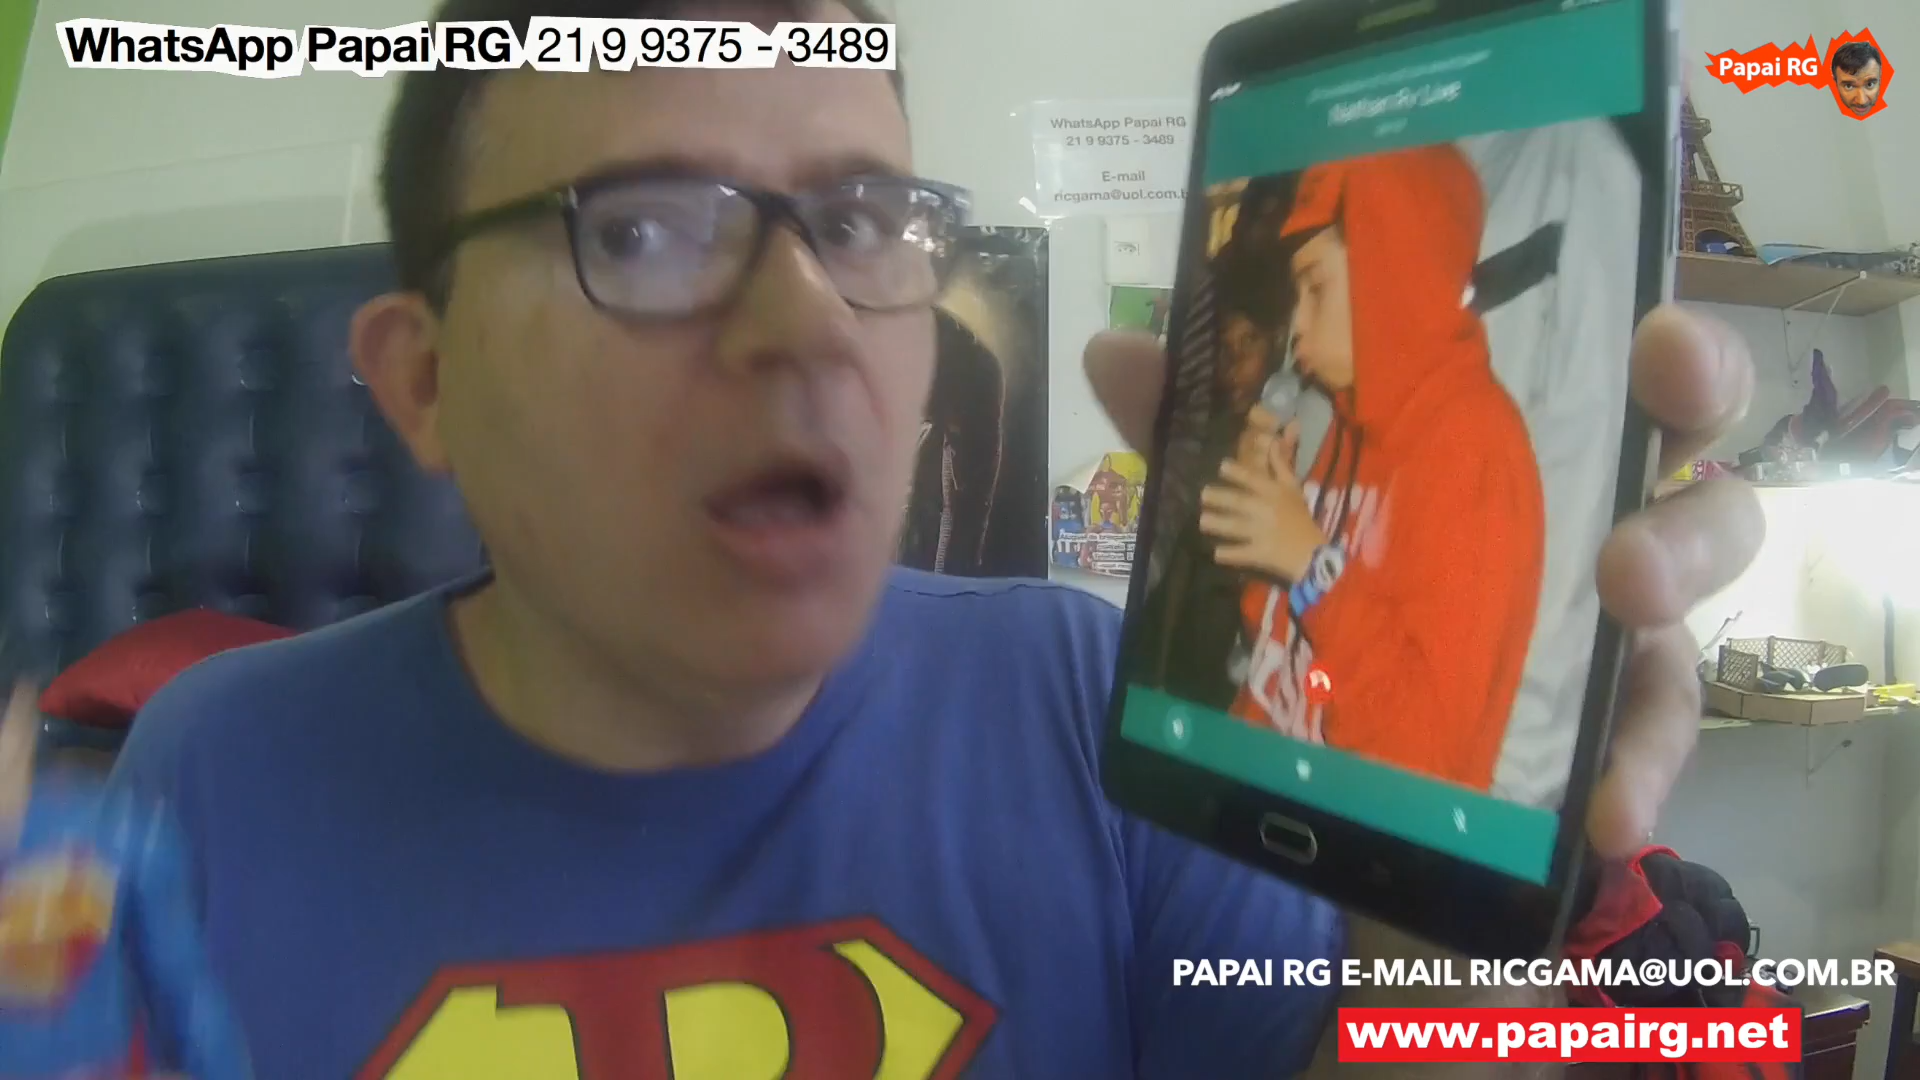 WhatsApp Papai RG 21 9 9375 - 3489
Papai RG
WhatsApp Papai RG
21 9 9375 - 3489
E-mail
ricgama@uol.com.b
PAPAI RG E-MAIL RICGAMA@UOL.COM.BR
www.papairg.net